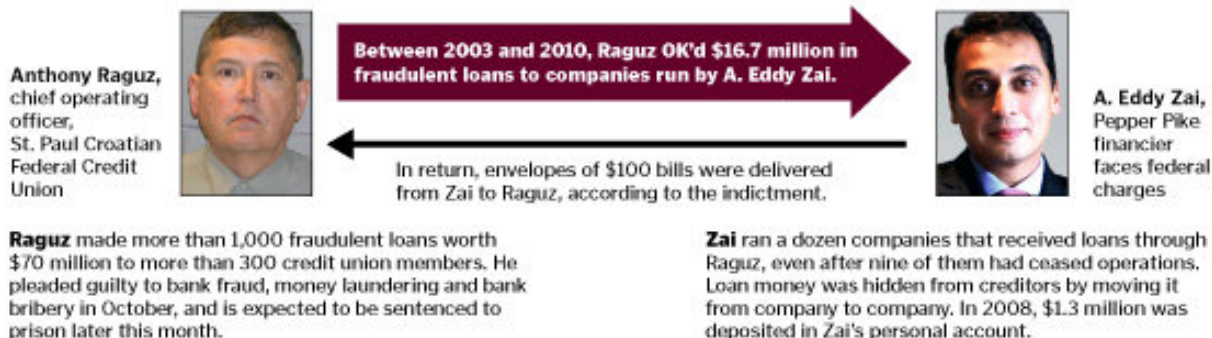 Anthony Raguz,
chief operating
officer,
St. Paul Croatian
Federal Credit
Union
Between 2003 and 2010, Raguz OK'd $16.7 million in
fraudulent loans to companies run by A. Eddy Zai.
In return, envelopes of $100 bills were delivered
from Zai to Raguz, according to the indictment.
A. Eddy Zai,
Pepper Pike
financier
faces federal
charges
Raguz made more than 1,000 fraudulent loans worth
$70 million to more than 300 credit union members. He
pleaded guilty to bank fraud, money laundering and bank
bribery in October, and is expected to be sentenced to
prison later this month.
Zai ran a dozen companies that received loans through
Raguz, even after nine of them had ceased operations.
Loan money was hidden from creditors by moving it
from company to company. In 2008, $1.3 million was
deposited in Zai's personal account.